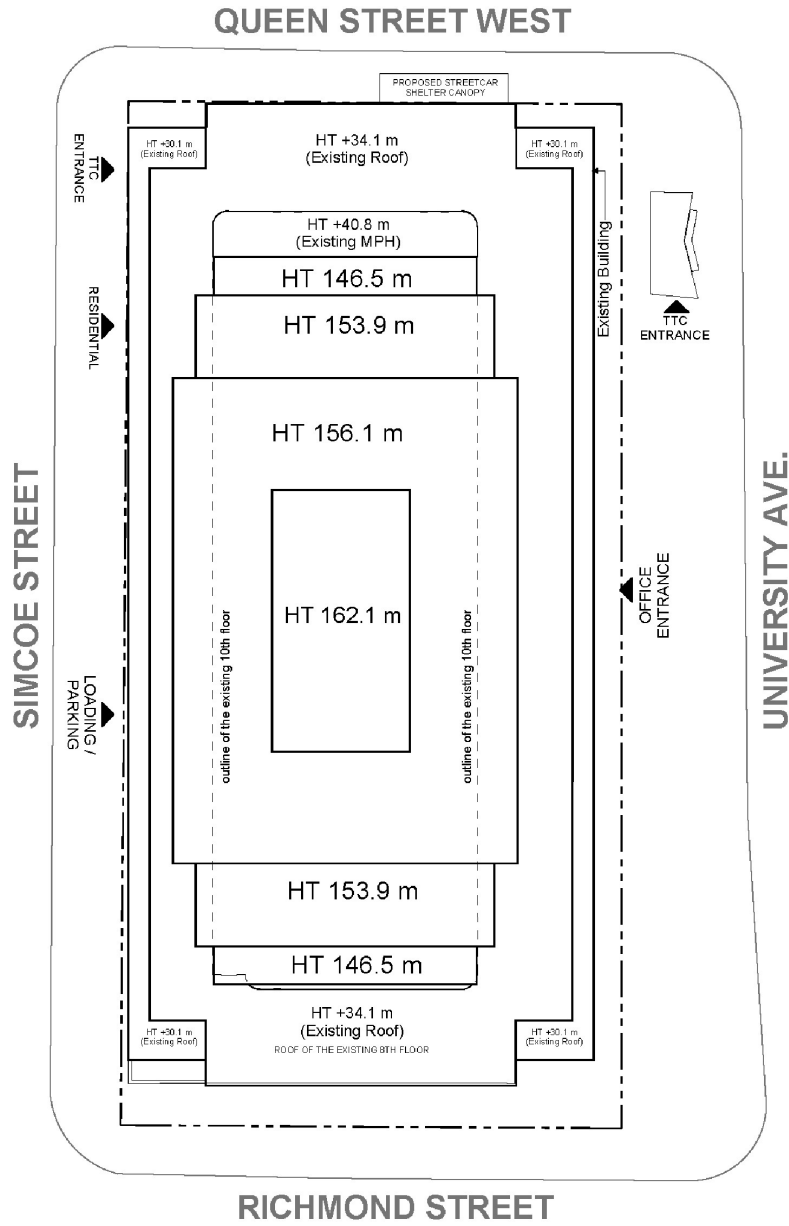 QUEEN STREET WEST
PROPOSED STREETCAR
SHELTER CANOPY
HT +30.1 m
(Existing Roof)
HT +34.1 m
(Existing Roof)
HT +30.1 m
(Existing Roof)
TTC
ENTRANCE
HT +40.8 m
(Existing MPH)
HT 146.5 m
Existing Building
TTC
ENTRANCE
RESIDENTIAL
HT 153.9 m
HT 156.1 m
SIMCOE STREET
UNIVERSITY AVE.
OFFICE
ENTRANCE
HT 162.1 m
outline of the existing 10th floor
outline of the existing 10th floor
LOADING /
PARKING
HT 153.9 m
HT 146.5 m
HT +34.1 m
(Existing Roof)
ROOF OF THE EXISTING 8TH FLOOR
HT +30.1 m
(Existing Roof)
HT +30.1 m
(Existing Roof)
RICHMOND STREET